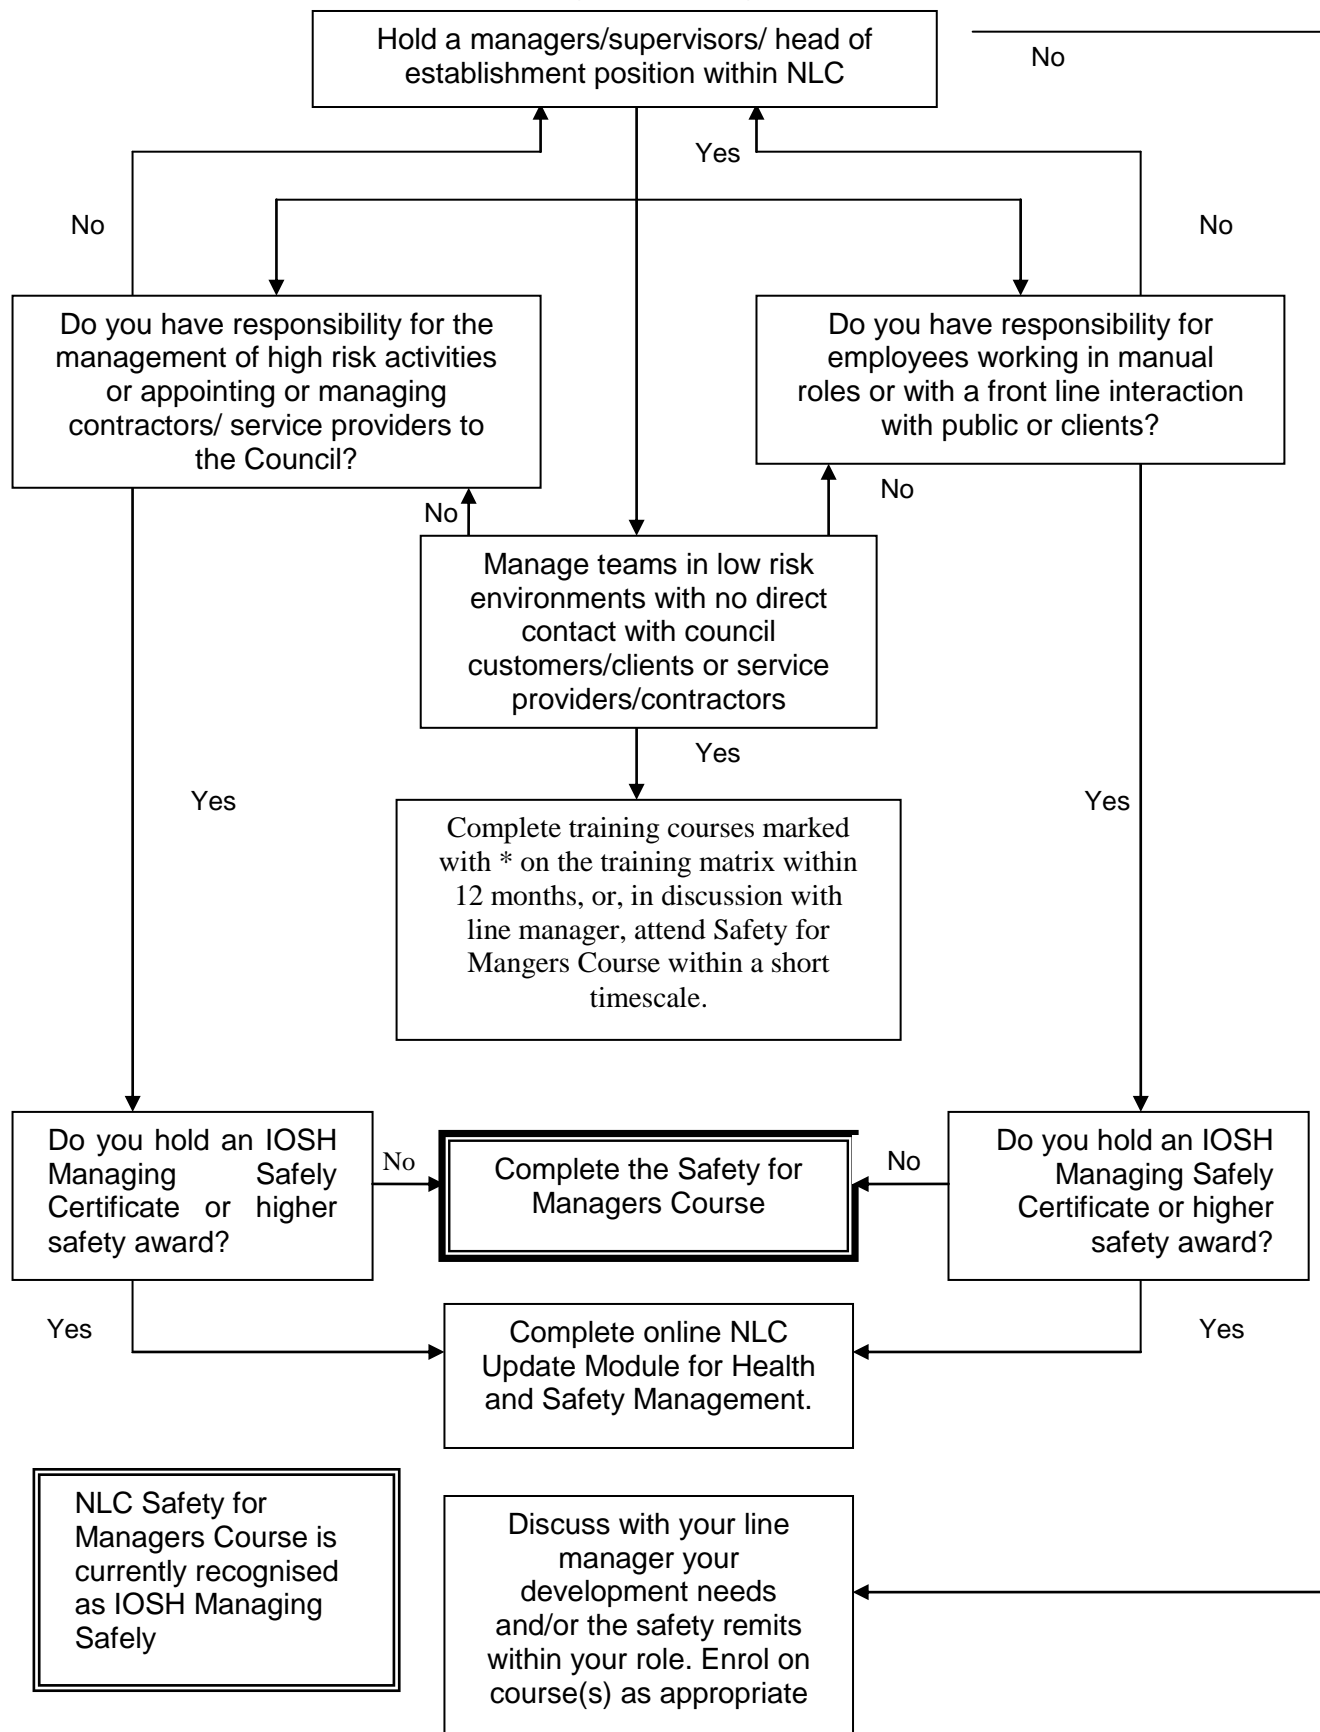 Hold a managers/supervisors/ head of
establishment position within NLC
No
Yes
No
No
Do you have responsibility for the
management of high risk activities
or appointing or managing
contractors/ service providers to
the Council?
Do you have responsibility for
employees working in manual
roles or with a front line interaction
with public or clients?
No
No
Manage teams in low risk
environments with no direct
contact with council
customers/clients or service
providers/contractors
Yes
Yes
Yes
Complete training courses marked
with * on the training matrix within
12 months, or, in discussion with
line manager, attend Safety for
Mangers Course within a short
timescale.
Do you hold an IOSH
Managing Safely
Certificate or higher
safety award?
No
Complete the Safety for
Managers Course
No
Do you hold an IOSH
Managing Safely
Certificate or higher
safety award?
Yes
Complete online NLC
Update Module for Health
and Safety Management.
Yes
NLC Safety for
Managers Course is
currently recognised
as IOSH Managing
Safely
Discuss with your line
manager your
development needs
and/or the safety remits
within your role. Enrol on
course(s) as appropriate